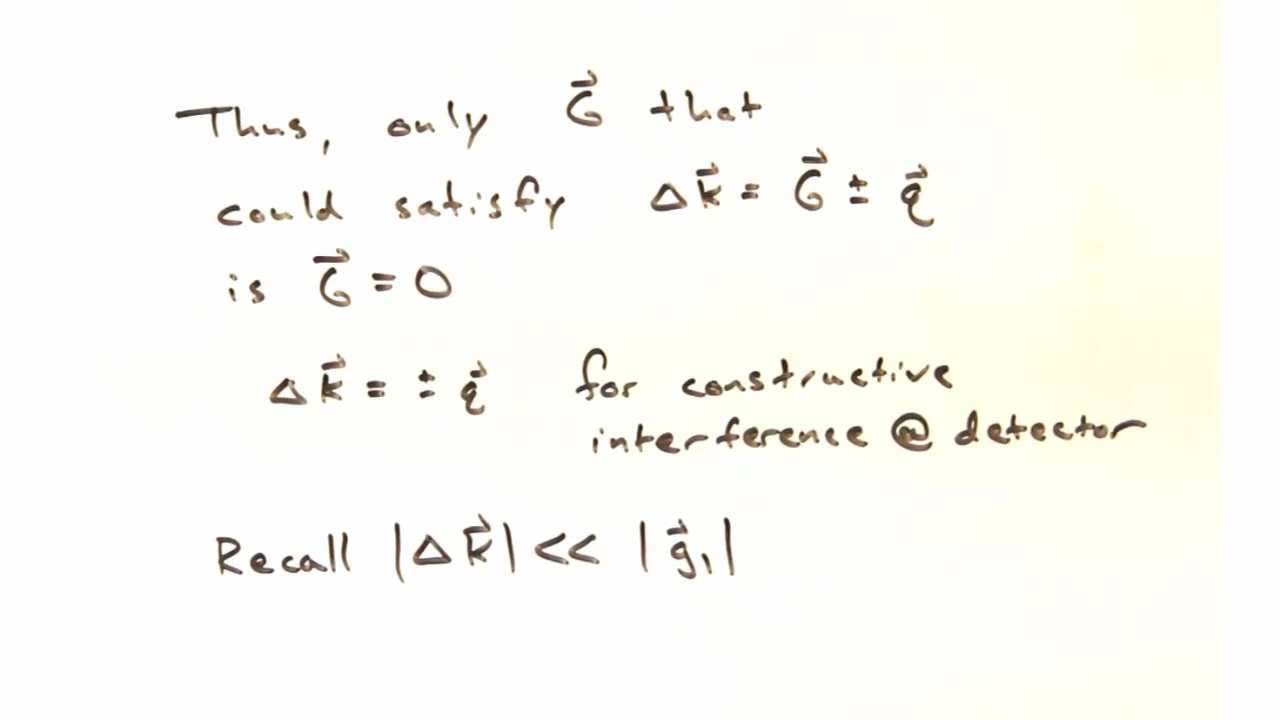 Thus, only G⃗ that
could satisfy Δk⃗ = G⃗ ± q⃗
is G⃗ = 0
Δk⃗ = ± q⃗ for constructive
interference @ detector
Recall |Δk⃗| << |g⃗₁|